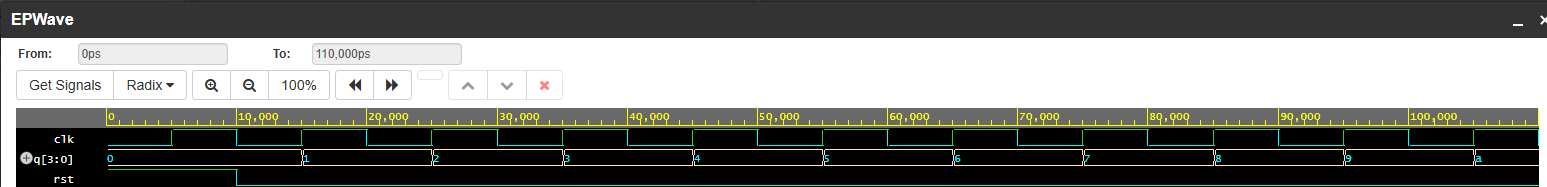 EPWave
From: 0ps To: 110,000ps
Get Signals Radix 100%
0 10,000 20,000 30,000 40,000 50,000 60,000 70,000 80,000 90,000 100,000
clk
q[3:0] 0 1 2 3 4 5 6 7 8 9 a
rst